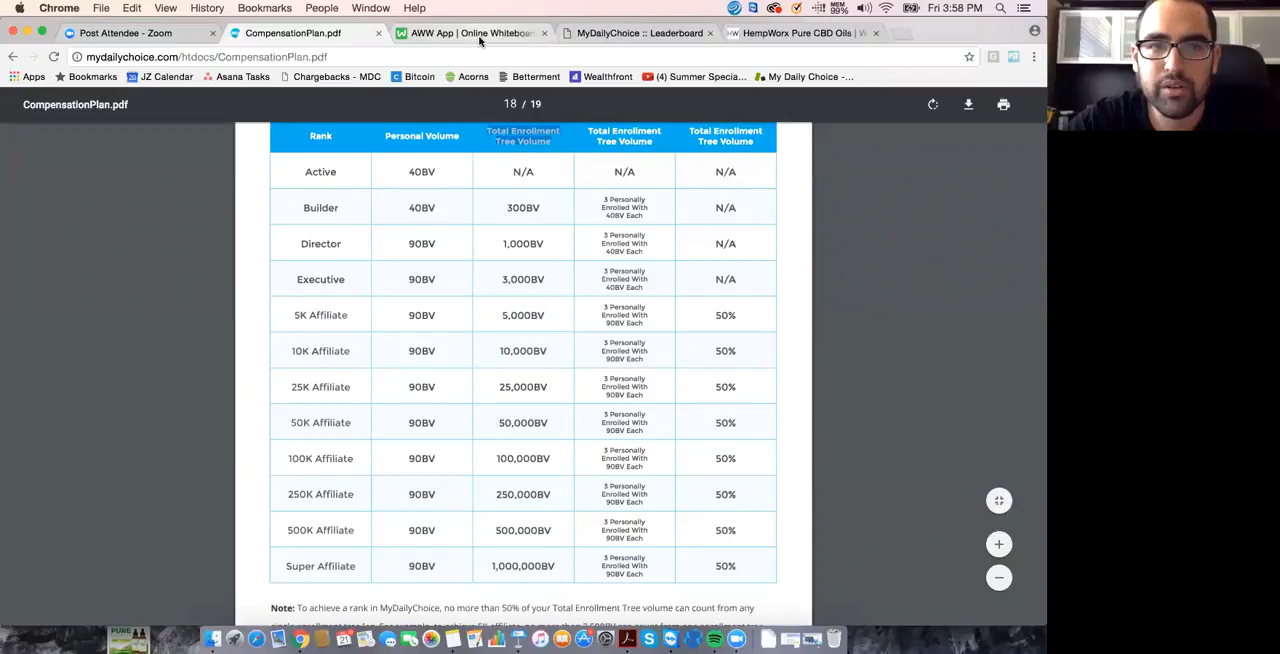 Chrome File Edit View History Bookmarks People Window Help MEM 99% Fri 3:58 PM
Post Attendee - Zoom × CompensationPlan.pdf × AWW App | Online Whiteboa × MyDailyChoice :: Leaderboard × HempWorx Pure CBD Oils | W ×
mydailychoice.com/htdocs/CompensationPlan.pdf
Apps Bookmarks JZ Calendar Asana Tasks Chargebacks - MDC Bitcoin Acorns Betterment Wealthfront (4) Summer Specia... My Daily Choice -...
CompensationPlan.pdf 18 / 19
Rank Personal Volume Total Enrollment Tree Volume Total Enrollment Tree Volume Total Enrollment Tree Volume
Active 40BV N/A N/A N/A
Builder 40BV 300BV 3 Personally Enrolled With 40BV Each N/A
Director 90BV 1,000BV 3 Personally Enrolled With 40BV Each N/A
Executive 90BV 3,000BV 3 Personally Enrolled With 40BV Each N/A
5K Affiliate 90BV 5,000BV 3 Personally Enrolled With 90BV Each 50%
10K Affiliate 90BV 10,000BV 3 Personally Enrolled With 90BV Each 50%
25K Affiliate 90BV 25,000BV 3 Personally Enrolled With 90BV Each 50%
50K Affiliate 90BV 50,000BV 3 Personally Enrolled With 90BV Each 50%
100K Affiliate 90BV 100,000BV 3 Personally Enrolled With 90BV Each 50%
250K Affiliate 90BV 250,000BV 3 Personally Enrolled With 90BV Each 50%
500K Affiliate 90BV 500,000BV 3 Personally Enrolled With 90BV Each 50%
Super Affiliate 90BV 1,000,000BV 3 Personally Enrolled With 90BV Each 50%
Note: To achieve a rank in MyDailyChoice, no more than 50% of your Total Enrollment Tree volume can count from any
PURE